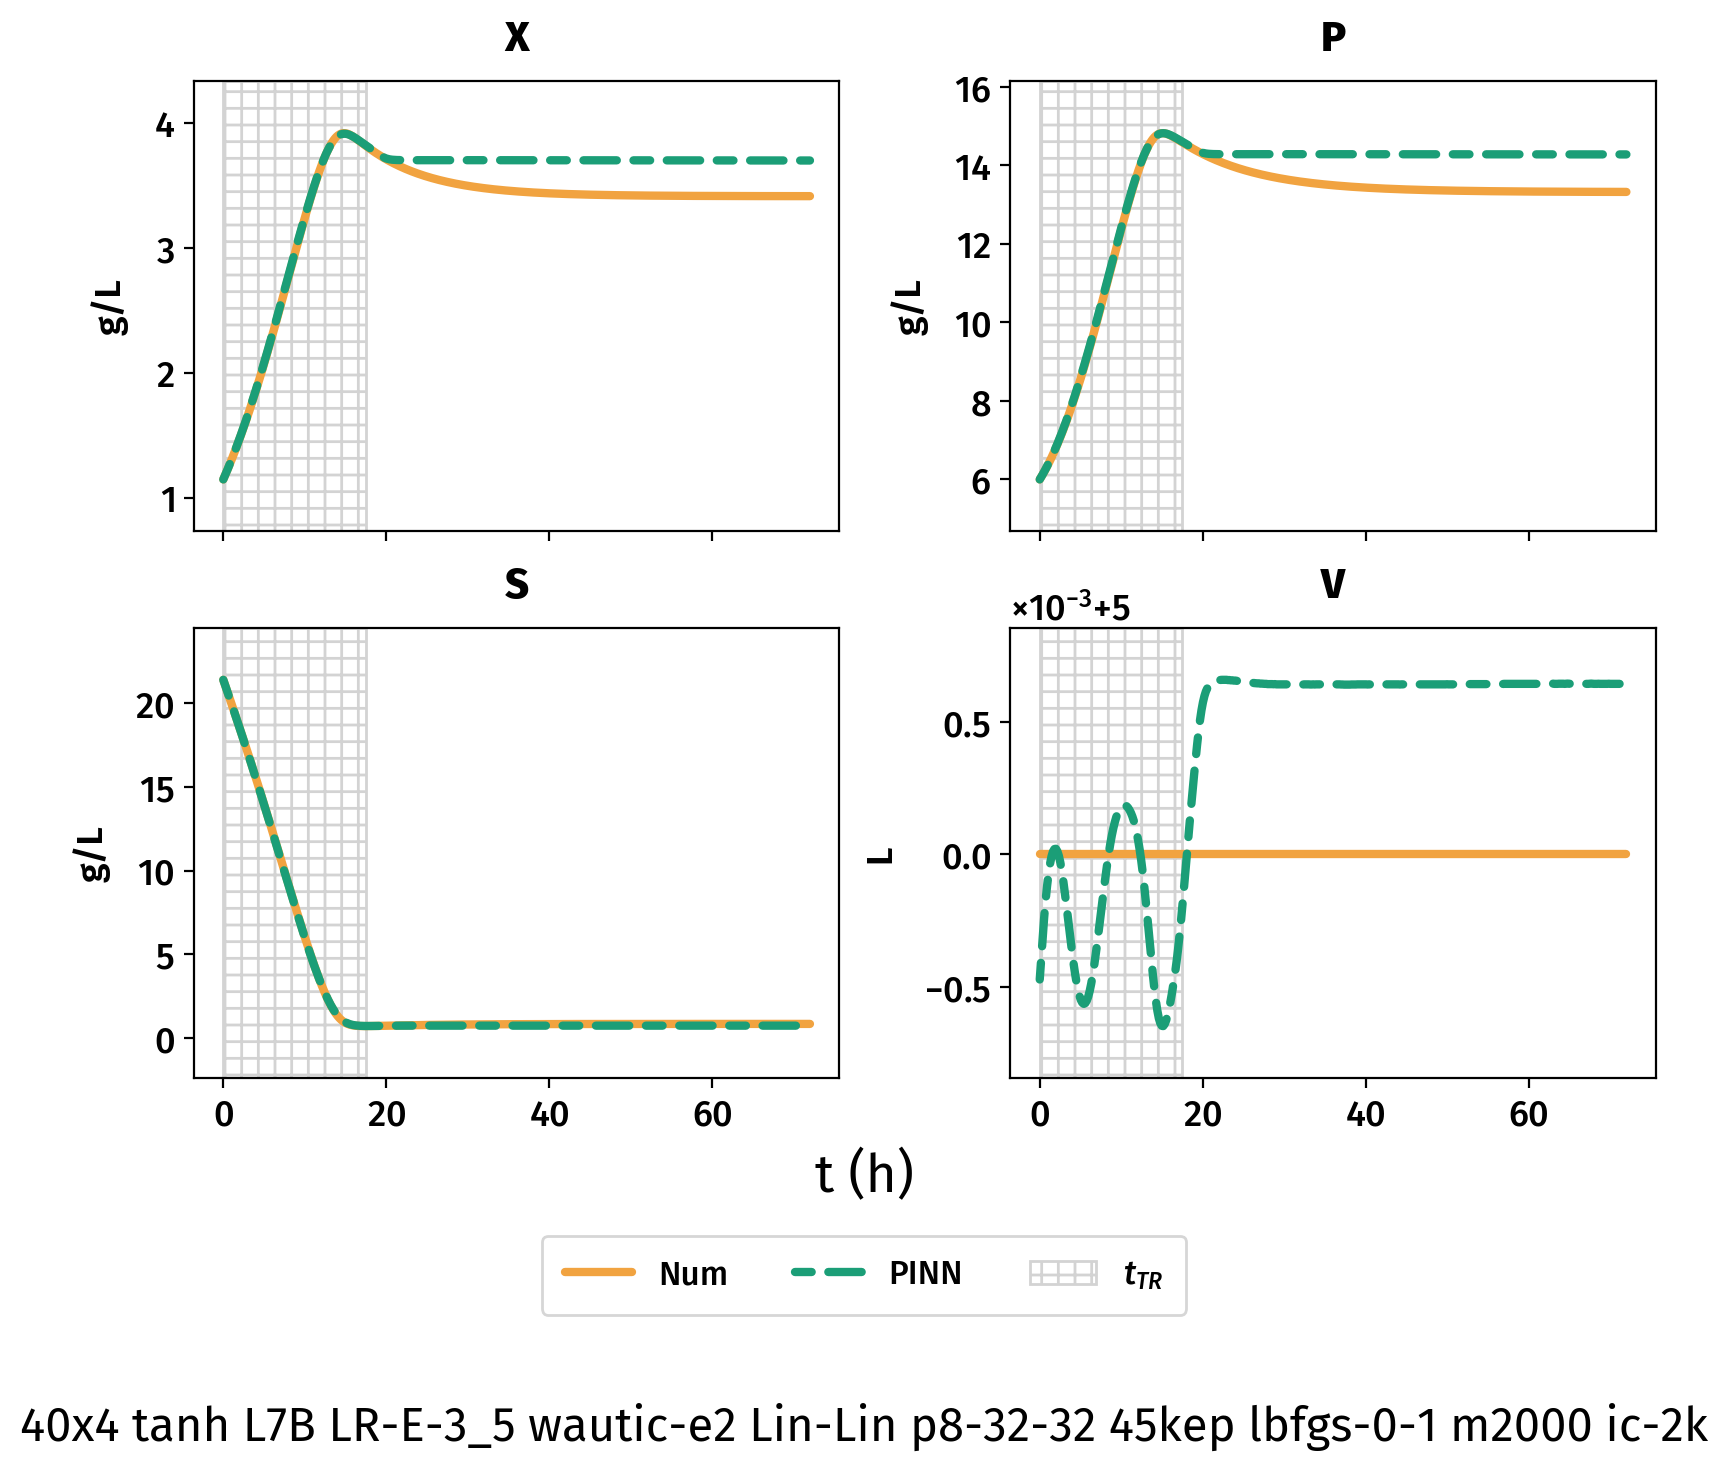 X
4
3
2
1
g/L
P
16
14
12
10
8
6
g/L
S
20
15
10
5
0
g/L
0 20 40 60
V
×10⁻³+5
0.5
0.0
−0.5
L
0 20 40 60
t (h)
Num PINN t_TR
40x4 tanh L7B LR-E-3_5 wautic-e2 Lin-Lin p8-32-32 45kep lbfgs-0-1 m2000 ic-2k